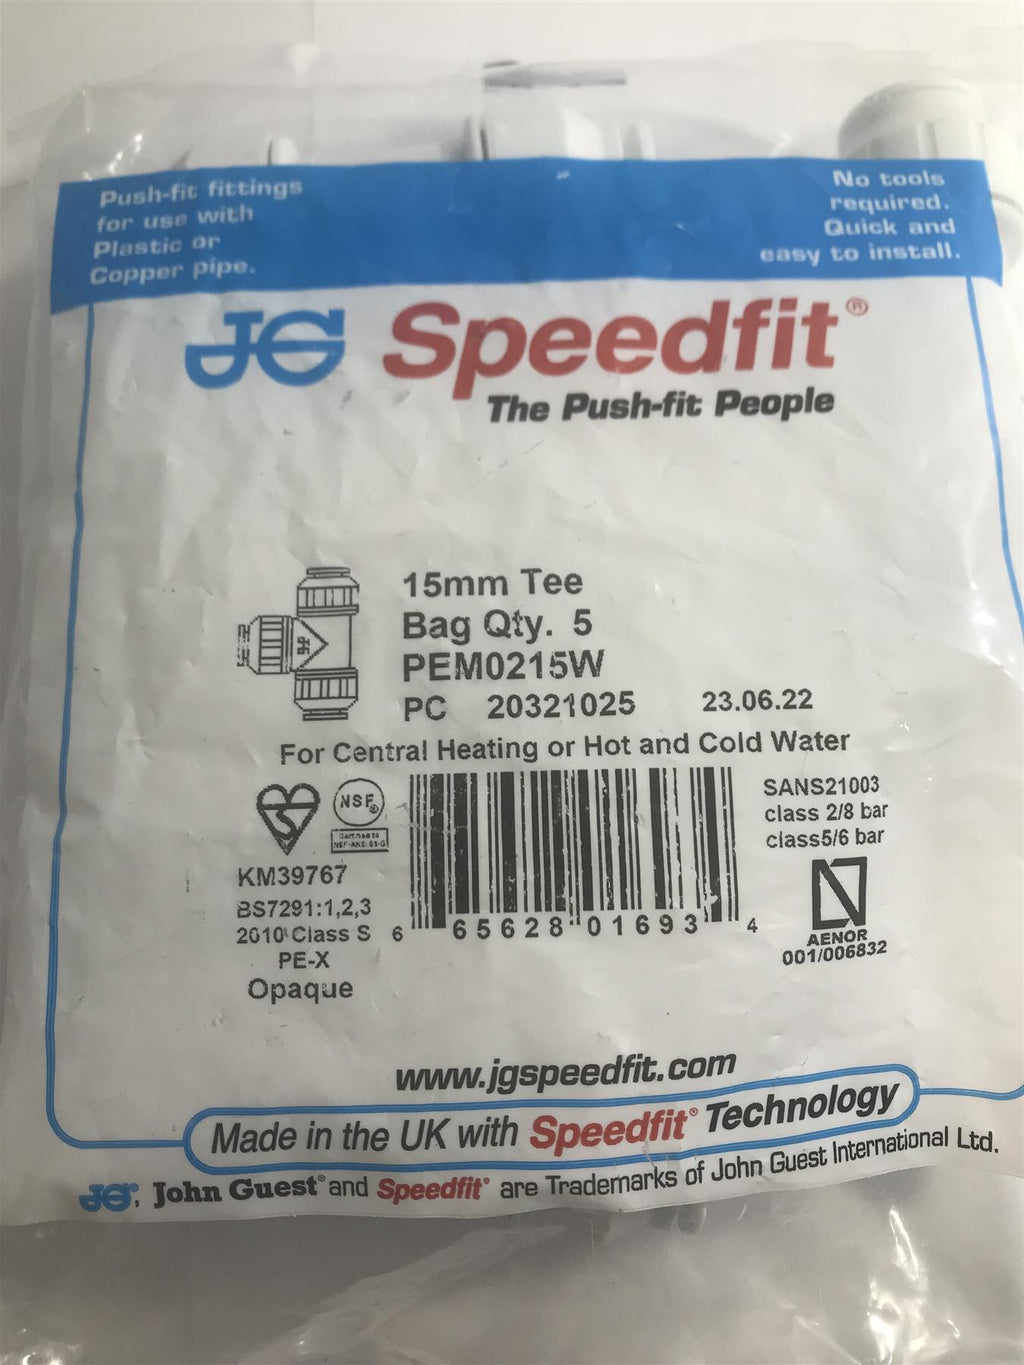 Push-fit fittings
for use with
Plastic or
Copper pipe.
No tools
required.
Quick and
easy to install.
JG Speedfit®
The Push-fit People
15mm Tee
Bag Qty. 5
PEM0215W
PC 20321025 23.06.22
For Central Heating or Hot and Cold Water
NSF®
KM39767
BS7291:1,2,3
2010 Class S
PE-X
Opaque
6 65628 01693 4
SANS21003
class 2/8 bar
class5/6 bar
AENOR
001/006832
www.jgspeedfit.com
Made in the UK with Speedfit® Technology
JG®, John Guest® and Speedfit® are Trademarks of John Guest International Ltd.